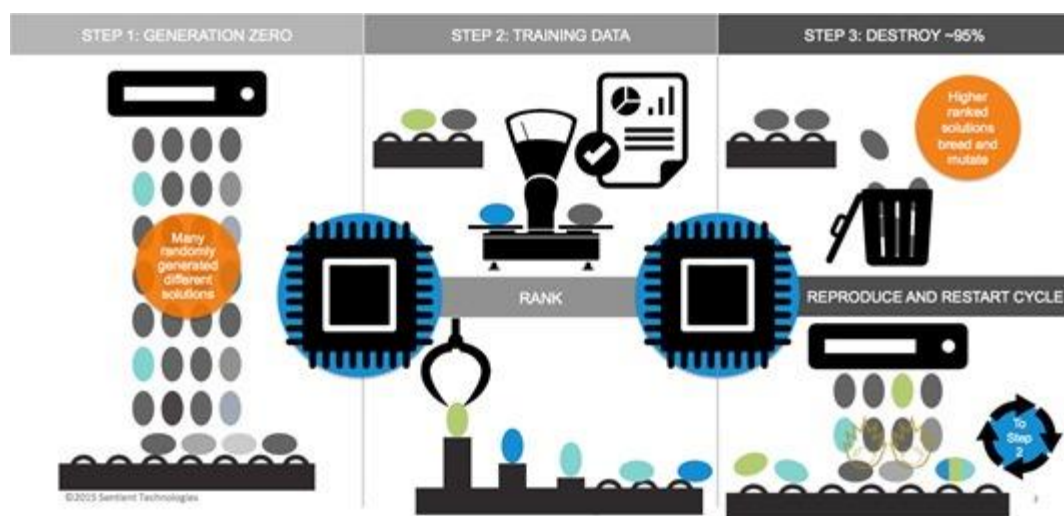 STEP 1: GENERATION ZERO
STEP 2: TRAINING DATA
STEP 3: DESTROY ~95%
Many
randomly
generated
different
solutions
Higher
ranked
solutions
breed and
mutate
RANK
REPRODUCE AND RESTART CYCLE
To
Step
2
©2015 Sentient Technologies
3